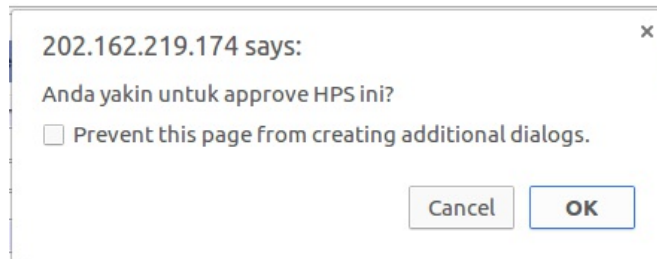 202.162.219.174 says:
Anda yakin untuk approve HPS ini?
Prevent this page from creating additional dialogs.
Cancel OK